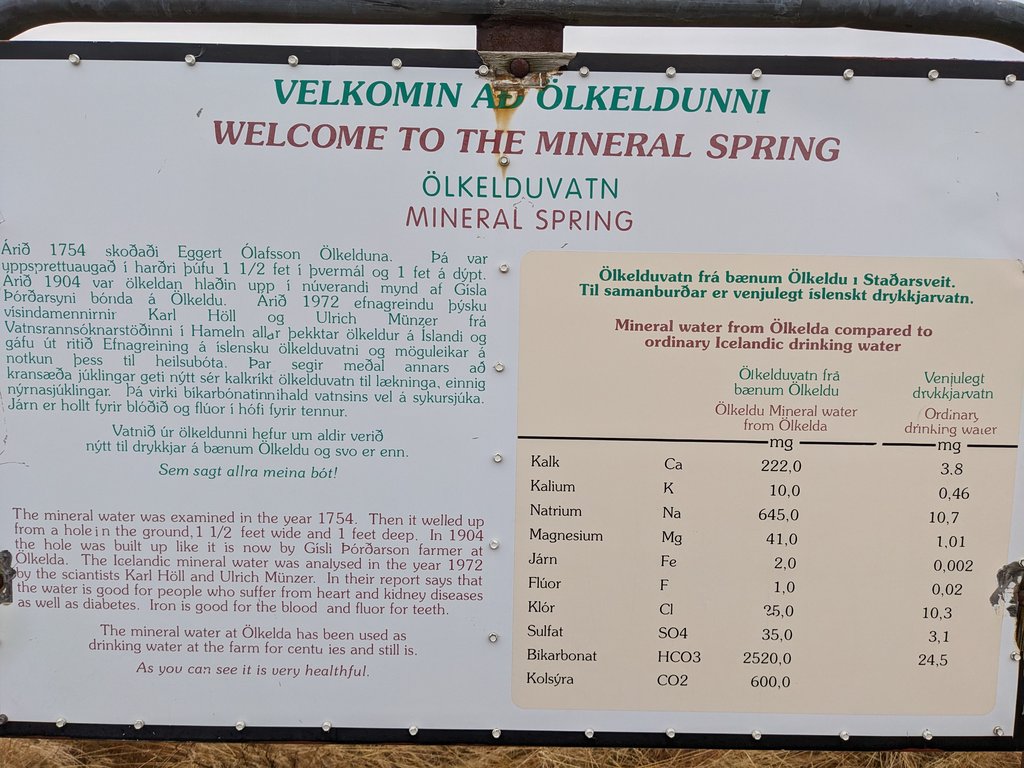 VELKOMIN AÐ ÖLKELDUNNI
WELCOME TO THE MINERAL SPRING
ÖLKELDUVATN
MINERAL SPRING
Árið 1754 skoðaði Eggert Ólafsson Ölkelduna. Þá var
uppsprettuaugað í harðri þúfu 1 1/2 fet í þvermál og 1 fet á dýpt.
Árið 1904 var ölkeldan hlaðin upp í núverandi mynd af Gísla
Þórðarsyni bónda á Ölkeldu. Árið 1972 efnagreindu þýsku
vísindamennirnir Karl Höll og Ulrich Münzer frá
Vatnsrannsóknarstöðinni í Hameln allar þekktar ölkeldur á Íslandi og
gáfu út ritið Efnagreining á íslensku ölkelduvatni og möguleikar á
notkun þess til heilsubóta. Þar segir meðal annars að
kransæða júklingar geti nýtt sér kalkríkt ölkelduvatn til lækninga, einnig
nýrnasjúklingar. Þá virki bíkarbónatinnihald vatnsins vel á sykursjúka.
Járn er hollt fyrir blóðið og flúor í hófi fyrir tennur.
Vatnið úr ölkeldunni hefur um aldir verið
nýtt til drykkjar á bænum Ölkeldu og svo er enn.
Sem sagt allra meina bót!
The mineral water was examined in the year 1754. Then it welled up
from a hole in the ground, 1 1/2 feet wide and 1 feet deep. In 1904
the hole was built up like it is now by Gísli Þórðarson farmer at
Ölkelda. The Icelandic mineral water was analysed in the year 1972
by the scientists Karl Höll and Ulrich Münzer. In their report says that
the water is good for people who suffer from heart and kidney diseases
as well as diabetes. Iron is good for the blood and fluor for teeth.
The mineral water at Ölkelda has been used as
drinking water at the farm for centu ies and still is.
As you can see it is very healthful.
Ölkelduvatn frá bænum Ölkeldu í Staðarsveit.
Til samanburðar er venjulegt íslenskt drykkjarvatn.
Mineral water from Ölkelda compared to
ordinary Icelandic drinking water
Ölkelduvatn frá
bænum Ölkeldu
Venjulegt
drykkjarvatn
Ölkeldu Mineral water
from Ölkelda
Ordinary
drinking water
mg mg
Kalk Ca 222,0 3,8
Kalium K 10,0 0,46
Natrium Na 645,0 10,7
Magnesium Mg 41,0 1,01
Járn Fe 2,0 0,002
Flúor F 1,0 0,02
Klór Cl 25,0 10,3
Sulfat SO4 35,0 3,1
Bikarbonat HCO3 2520,0 24,5
Kolsýra CO2 600,0